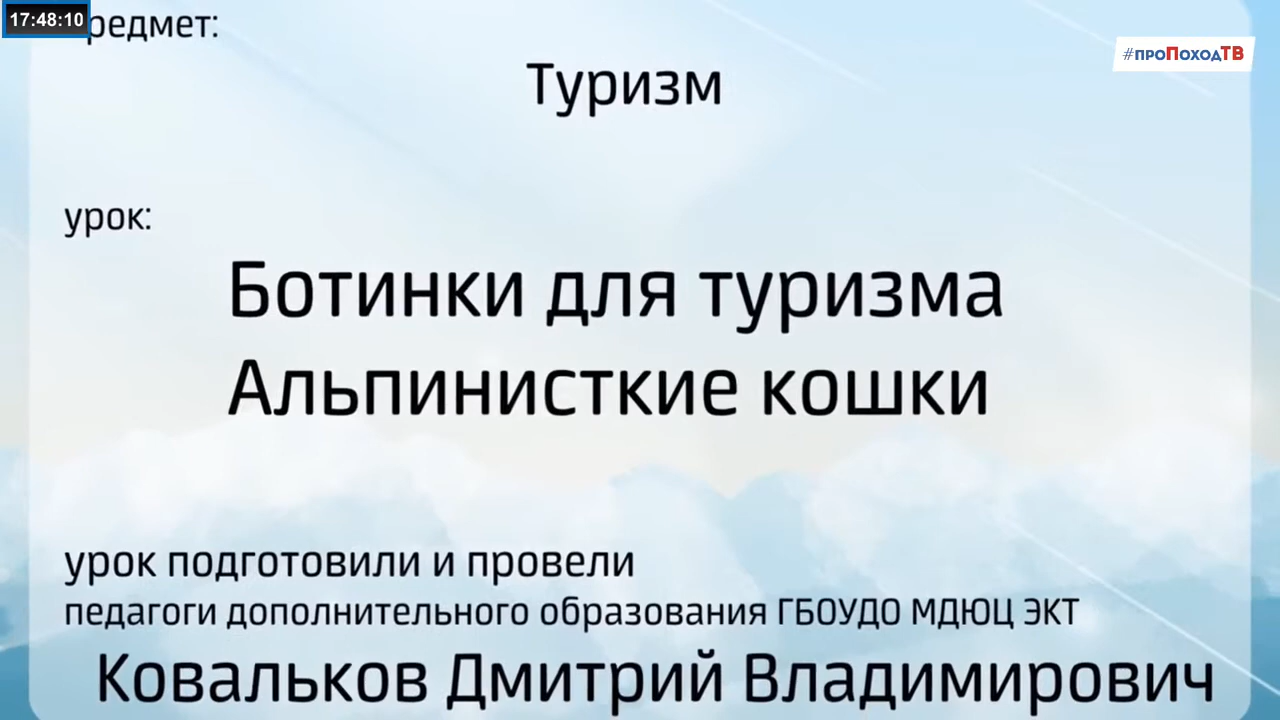 17:48:10
редмет:
#проПоходТВ
Туризм
урок:
Ботинки для туризма
Альпинисткие кошки
урок подготовили и провели
педагоги дополнительного образования ГБОУДО МДЮЦ ЭКТ
Ковальков Дмитрий Владимирович